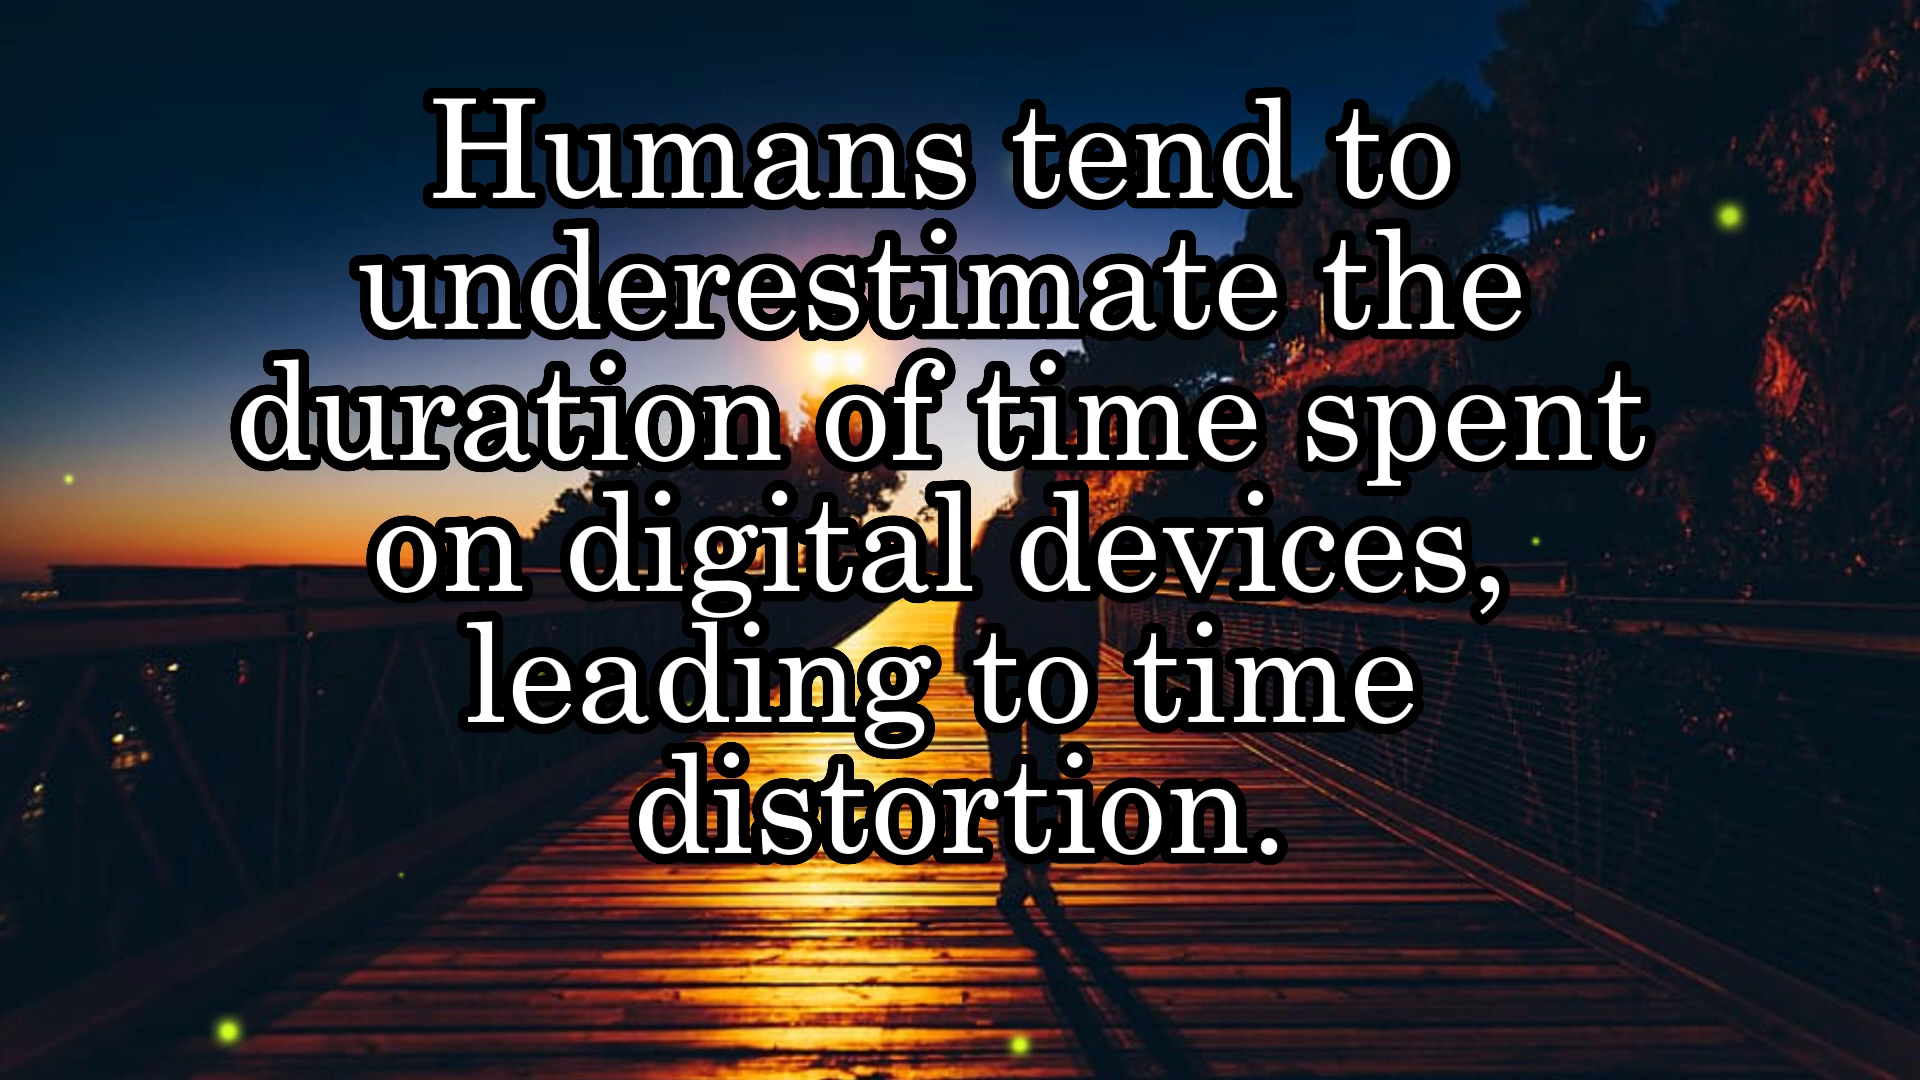 Humans tend to
underestimate the
duration of time spent
on digital devices,
leading to time
distortion.